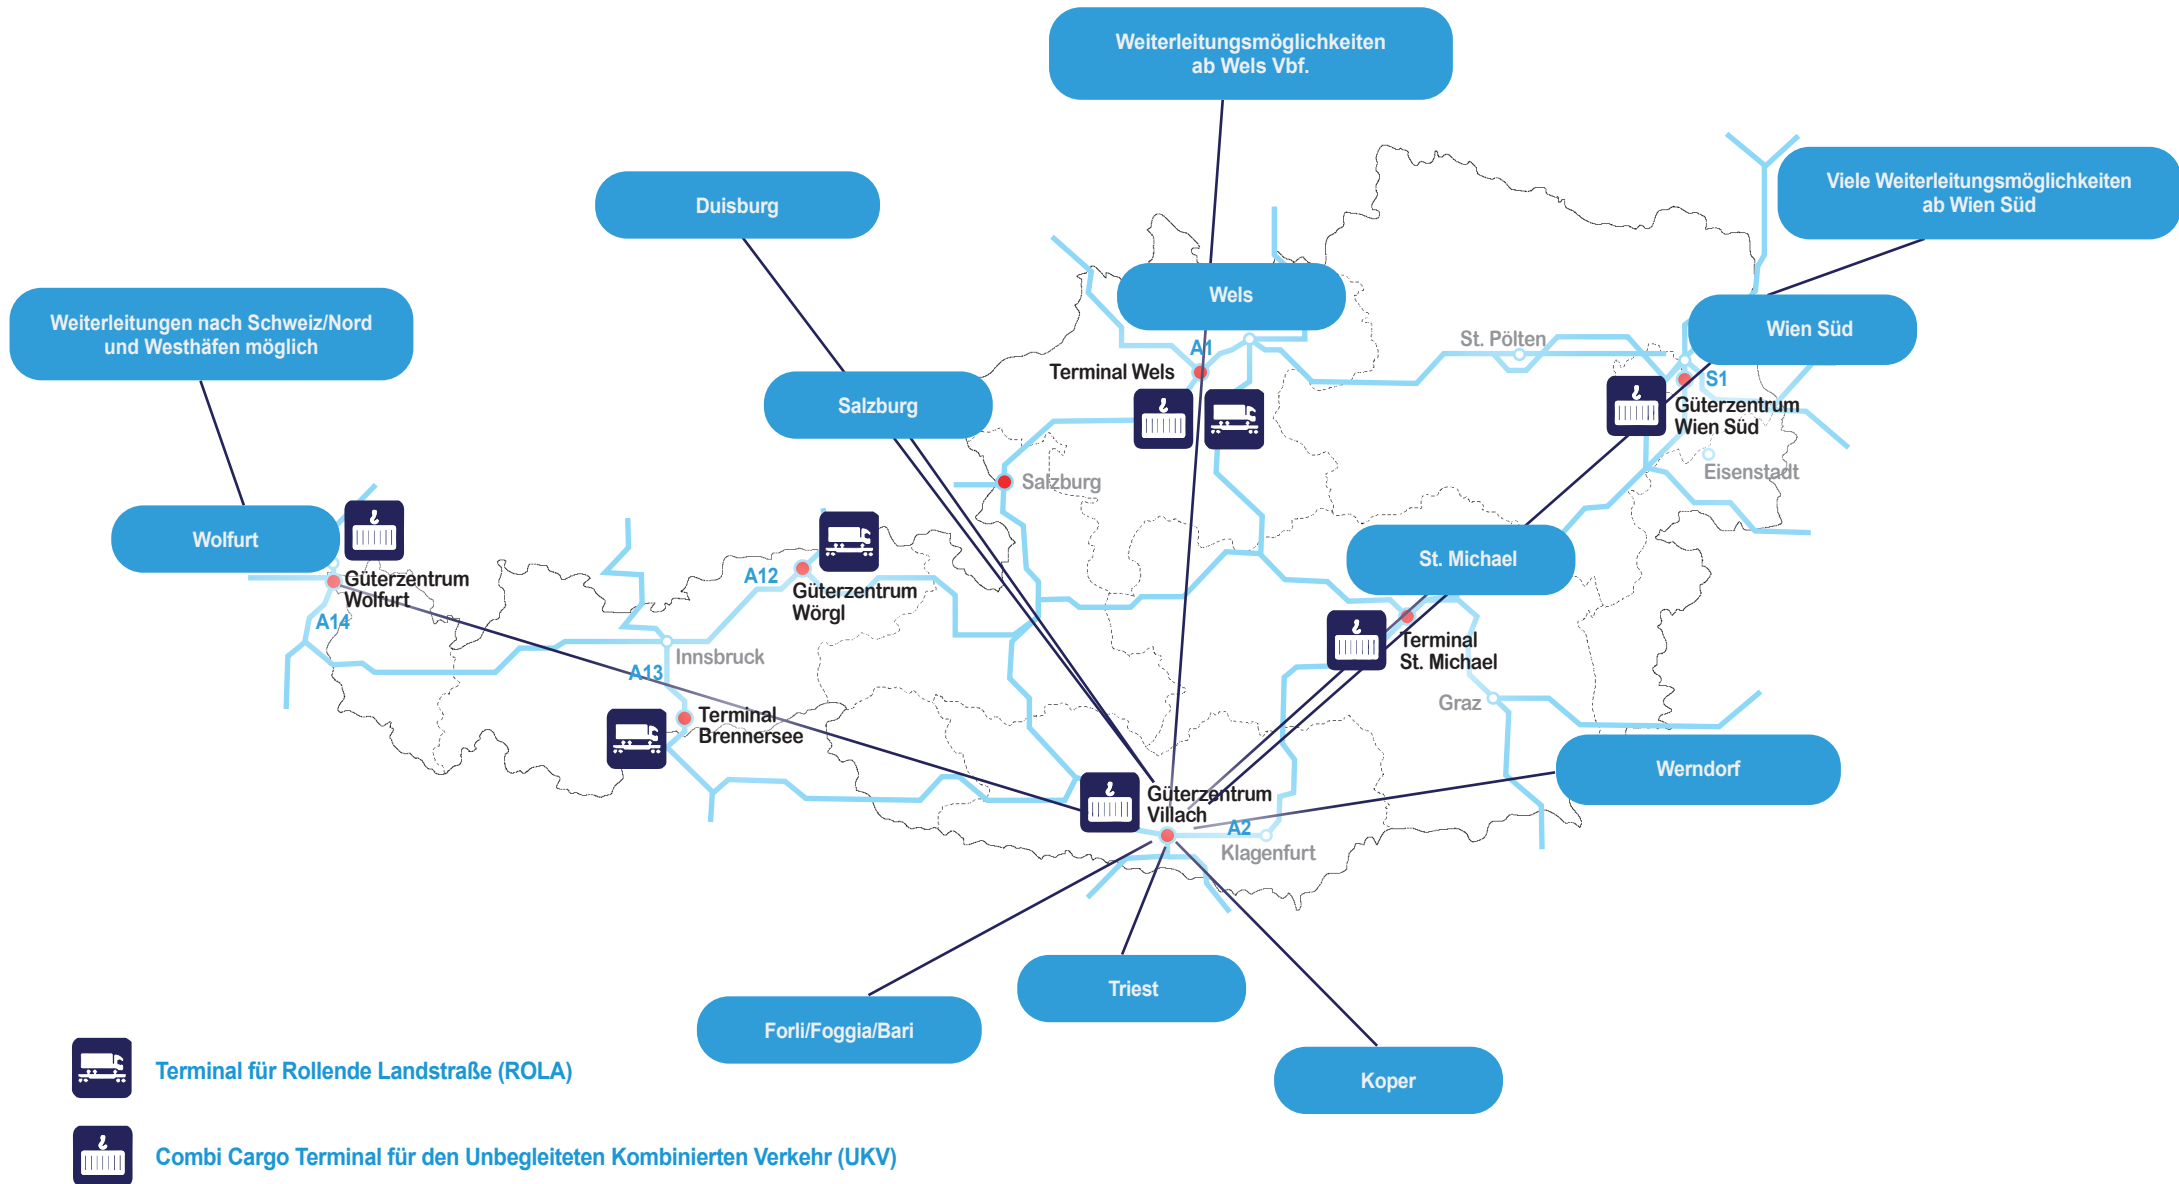 Weiterleitungsmöglichkeiten
ab Wels Vbf.
Viele Weiterleitungsmöglichkeiten
ab Wien Süd
Duisburg
Wels
Weiterleitungen nach Schweiz/Nord
und Westhäfen möglich
Wien Süd
St. Pölten
A1
Terminal Wels
S1
Salzburg
Güterzentrum
Wien Süd
Eisenstadt
Salzburg
Wolfurt
St. Michael
A12
Güterzentrum
Wolfurt
Güterzentrum
Wörgl
A14
Terminal
St. Michael
Innsbruck
A13
Graz
Terminal
Brennersee
Werndorf
Güterzentrum
Villach
A2
Klagenfurt
Triest
Forli/Foggia/Bari
Koper
Terminal für Rollende Landstraße (ROLA)
Combi Cargo Terminal für den Unbegleiteten Kombinierten Verkehr (UKV)